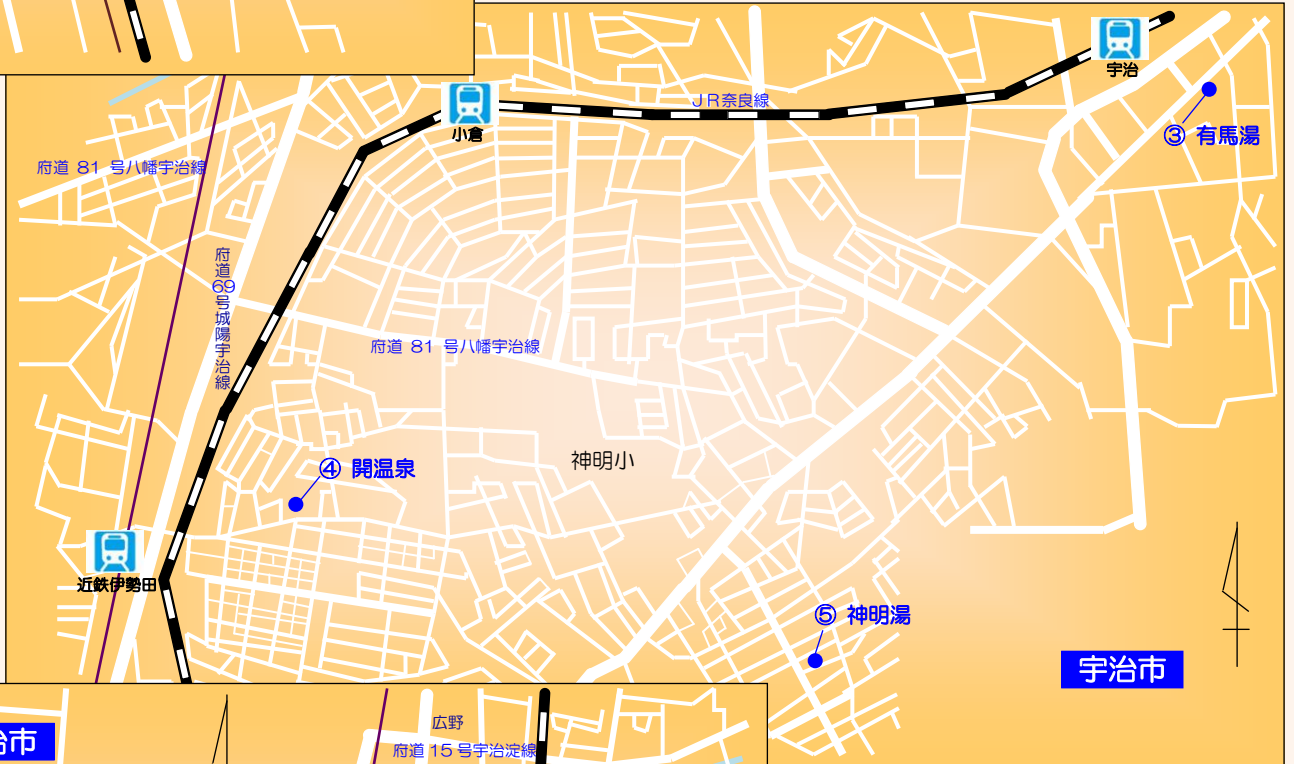 宇治
小倉
JR奈良線
③ 有馬湯
府道 81 号八幡宇治線
府道69号城陽宇治線
府道 81 号八幡宇治線
神明小
④ 開温泉
近鉄伊勢田
⑤ 神明湯
宇治市
広野
治市
府道 15 号宇治淀線